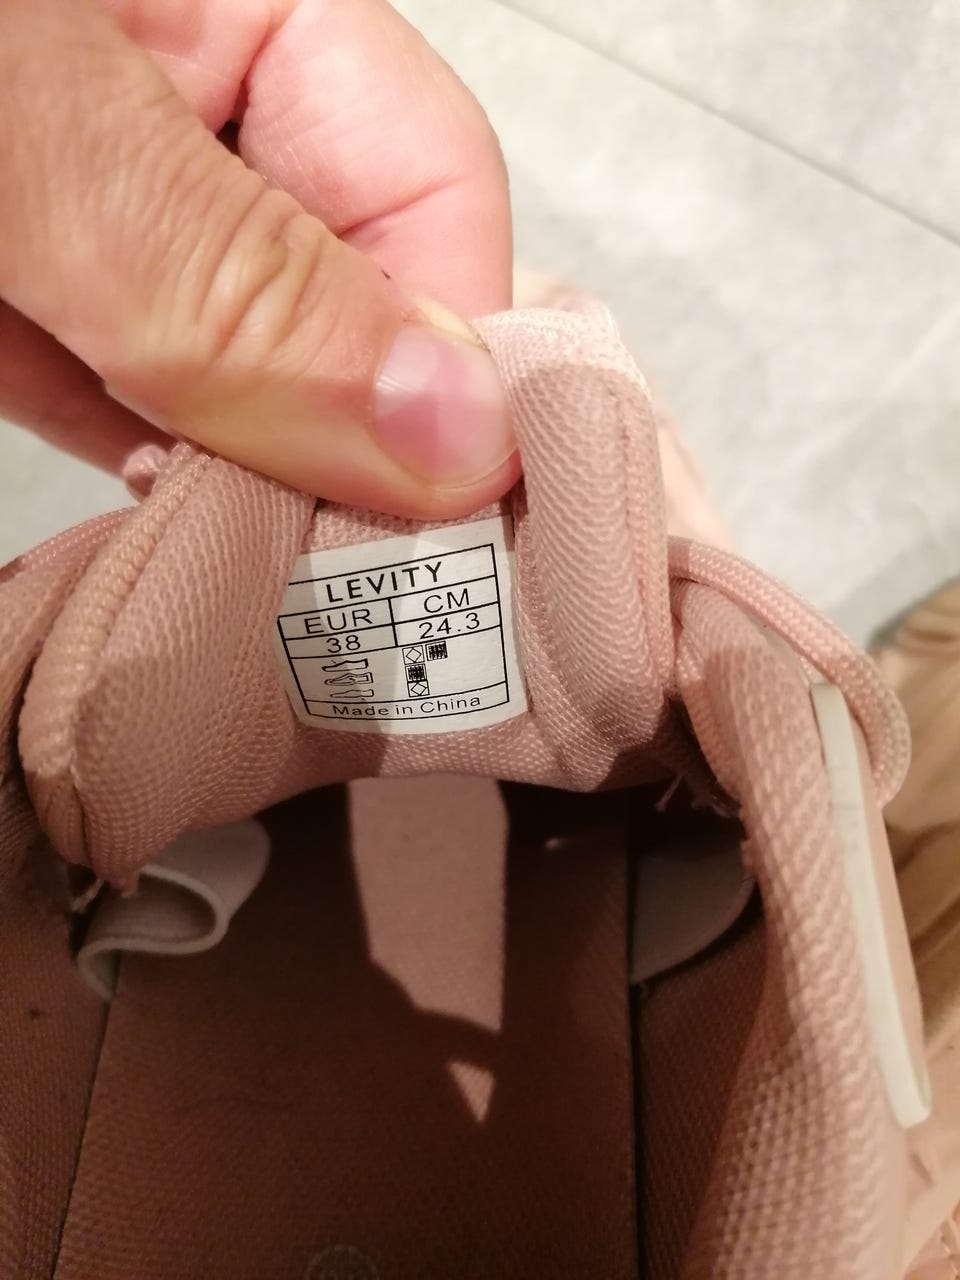 LEVITY
EUR CM
38 24.3
Made in China